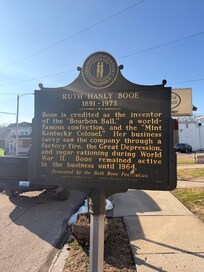 RUTH HANLY BOOE
1891-1973
Booe is credited as the inventor
of the "Bourbon Ball," a world-
famous confection, and the "Mint
Kentucky Colonel." Her business
savvy saw the company through a
factory fire, the Great Depression,
and sugar rationing during World
War II. Booe remained active
in the business until 1964.
Presented by the Ruth Booe Foundation